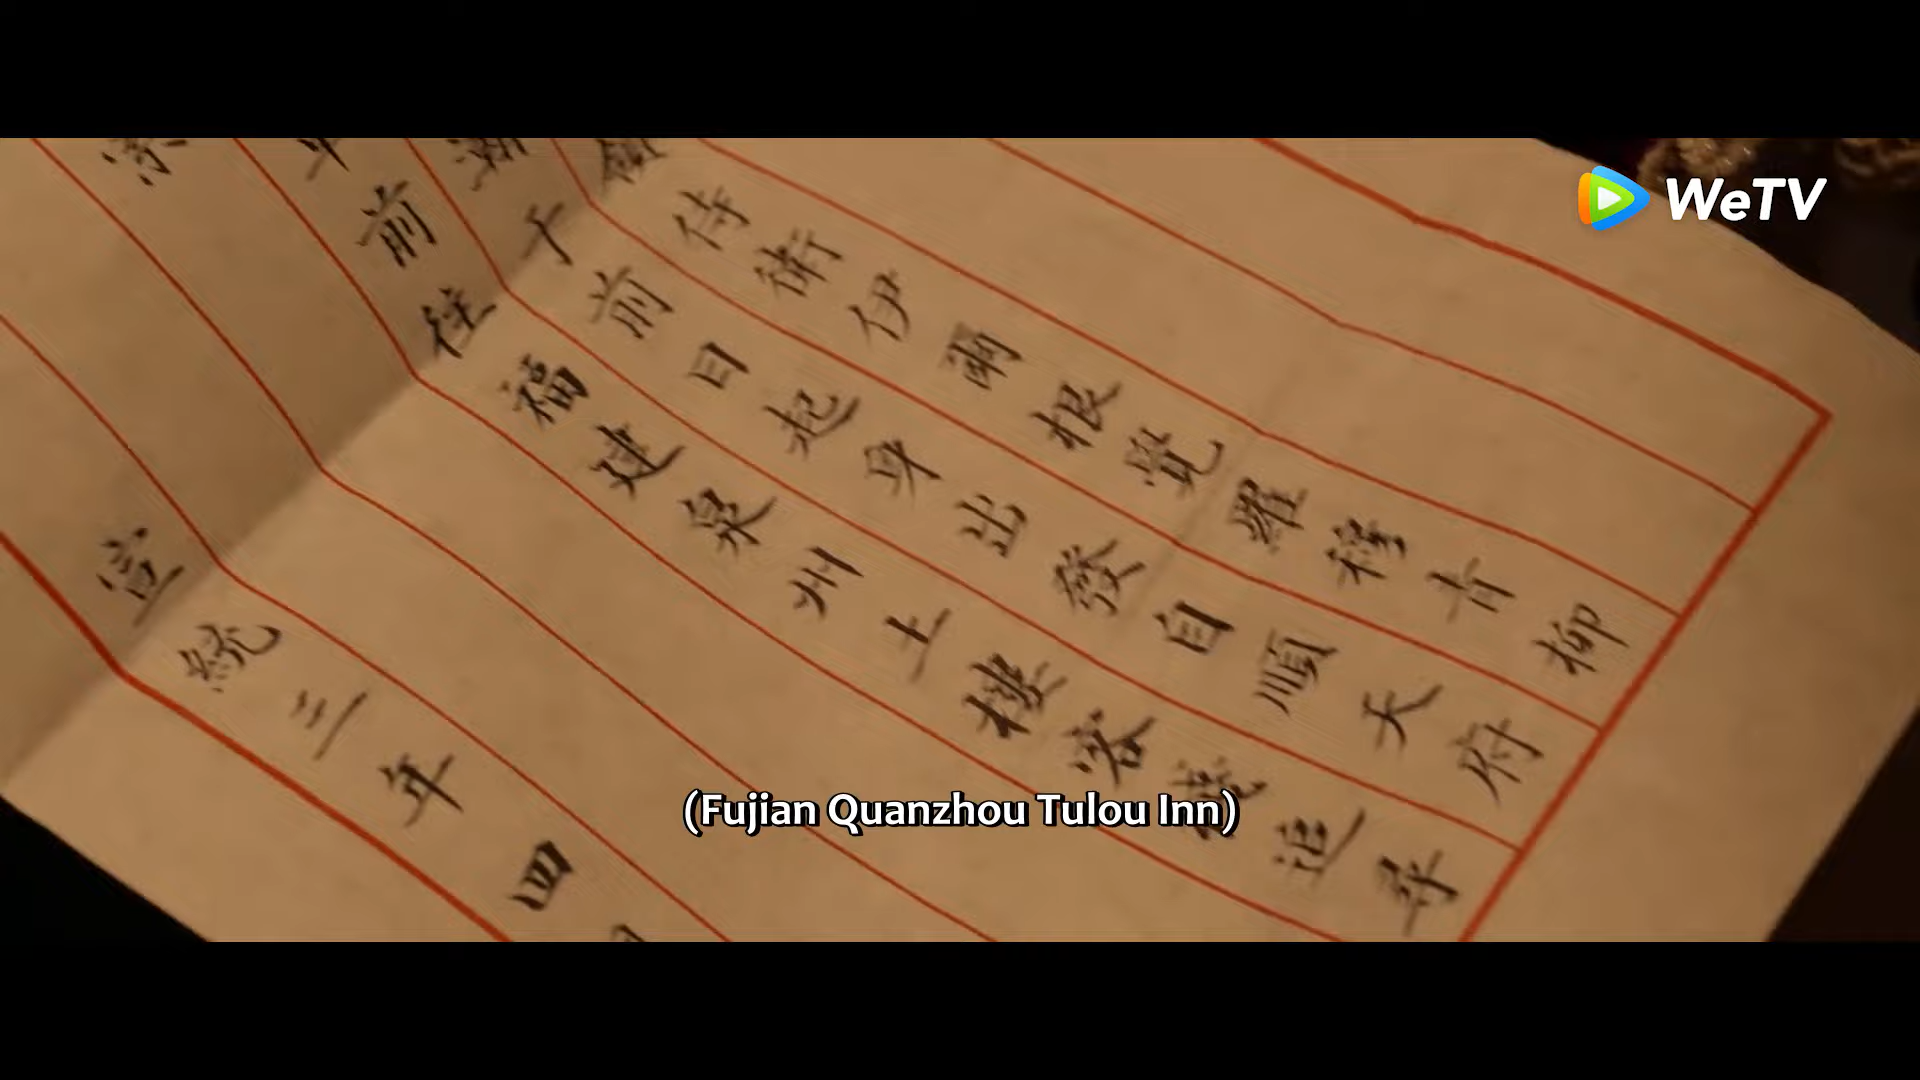 侍衛伊爾根覺羅穆青柳
于前日起身出發自順天府
前往福建泉州土樓客棧追尋
宣統三年四
WeTV
(Fujian Quanzhou Tulou Inn)